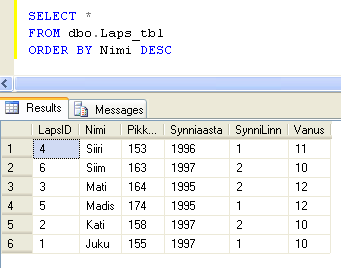 SELECT *
FROM dbo.Laps_tbl
ORDER BY Nimi DESC
Results Messages
LapsID Nimi Pikk... Synniaasta SynniLinn Vanus
1 4 Siiri 153 1996 1 11
2 6 Siim 163 1997 2 10
3 3 Mati 164 1995 2 12
4 5 Madis 174 1995 1 12
5 2 Kati 158 1997 2 10
6 1 Juku 155 1997 1 10